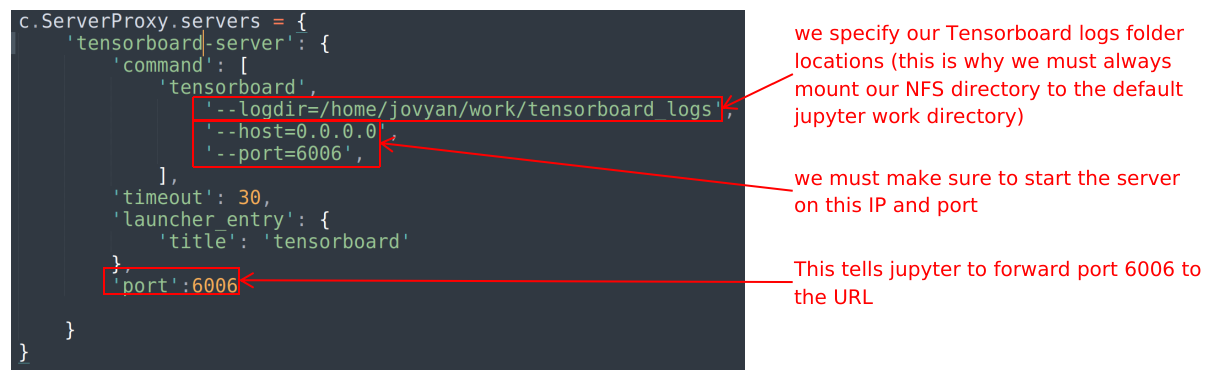 c.ServerProxy.servers = {
'tensorboard-server': {
'command': [
'tensorboard',
'--logdir=/home/jovyan/work/tensorboard_logs',
'--host=0.0.0.0',
'--port=6006',
],
'timeout': 30,
'launcher_entry': {
'title': 'tensorboard'
},
'port':6006
}
}
we specify our Tensorboard logs folder
locations (this is why we must always
mount our NFS directory to the default
jupyter work directory)
we must make sure to start the server
on this IP and port
This tells jupyter to forward port 6006 to
the URL